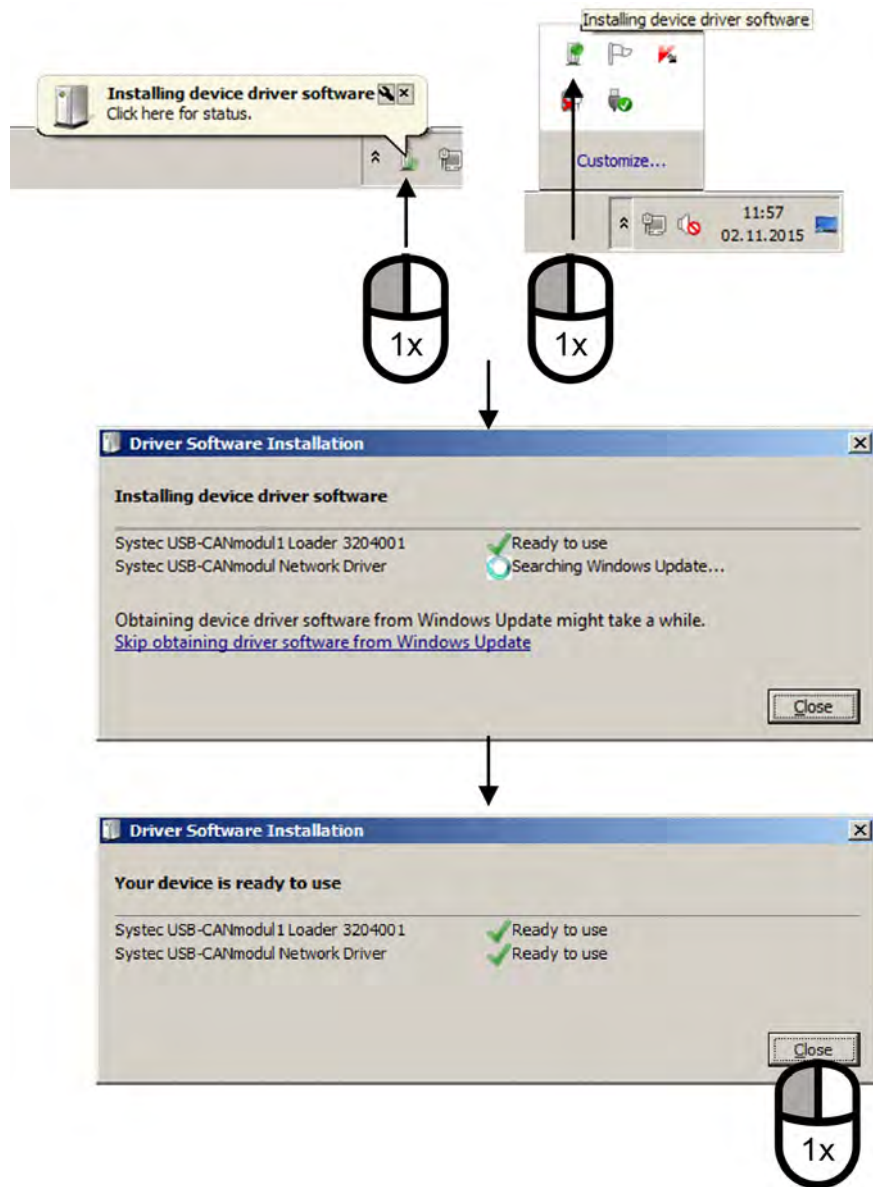 Installing device driver software
Click here for status.
Installing device driver software
Customize...
11:57
02.11.2015
1x
1x
Driver Software Installation
Installing device driver software
Systec USB-CANmodul1 Loader 3204001 Ready to use
Systec USB-CANmodul Network Driver Searching Windows Update...
Obtaining device driver software from Windows Update might take a while.
Skip obtaining driver software from Windows Update
Close
Driver Software Installation
Your device is ready to use
Systec USB-CANmodul1 Loader 3204001 Ready to use
Systec USB-CANmodul Network Driver Ready to use
Close
1x